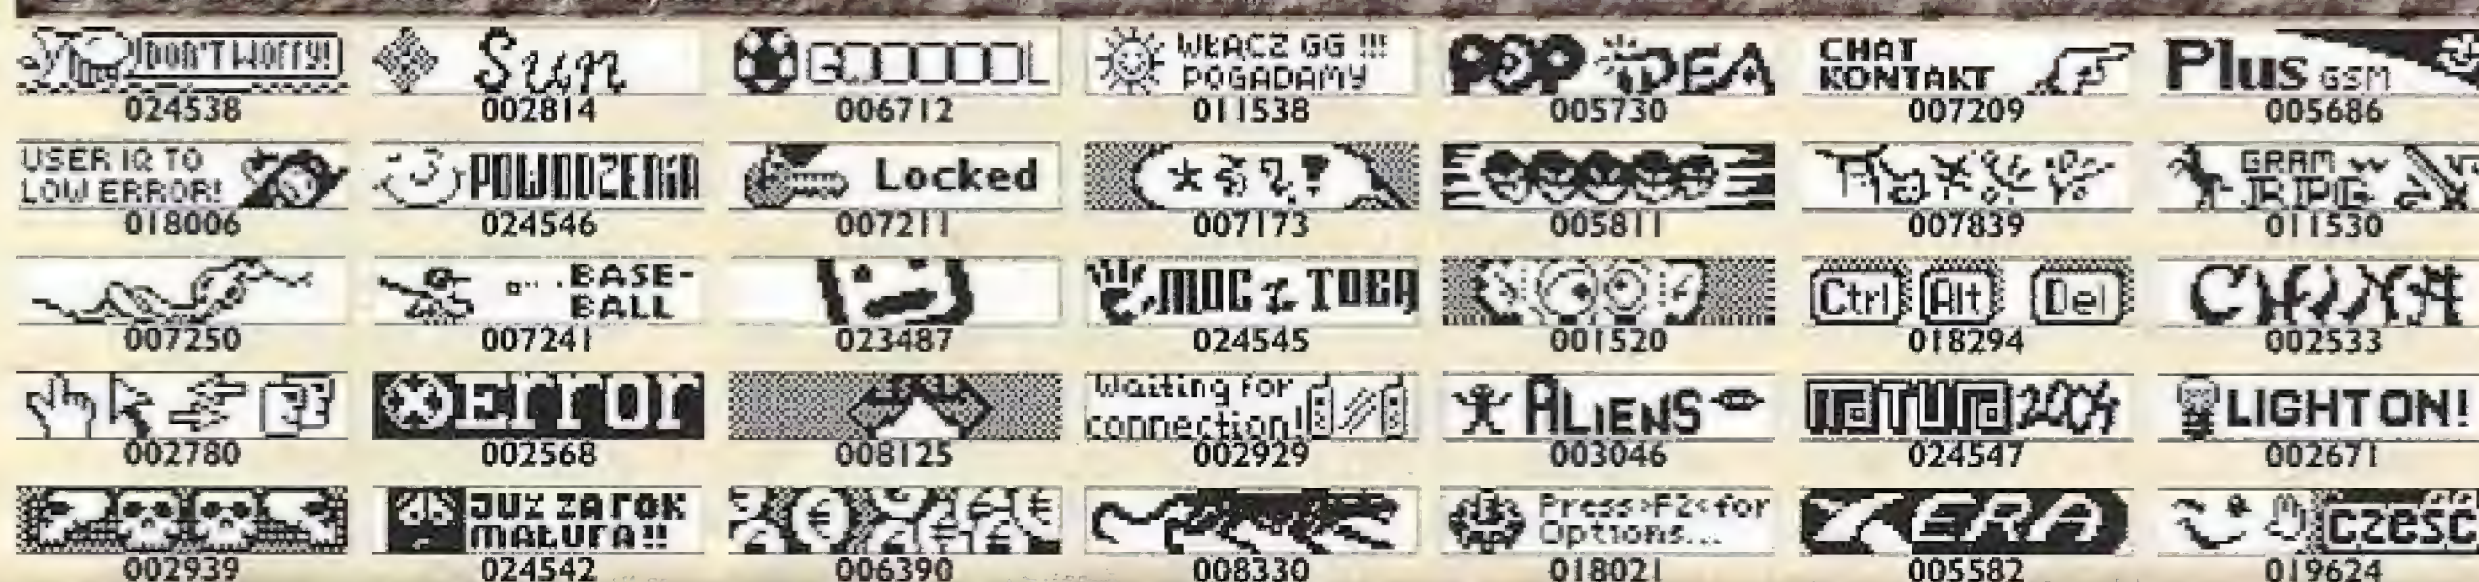 DON'T WORRY!
024538
Sun
002814
GOOOOOOL
006712
WŁĄCZ GG !!!
POGADAMY
011538
POP IDEA
005730
CHAT
KONTAKT
007209
Plus GSM
005686
USER IQ TO
LOW ERROR!
018006
POWODZENIA
024546
Locked
007211
007173
005811
007839
GRAM W
RPG
011530
007250
BASE-
BALL
007241
023487
MOC z TOBĄ
024545
001520
Ctrl Alt Del
018294
002533
002780
Error
002568
008125
Waiting for
connection!
002929
ALIENS
003046
MATURA 2004
024547
LIGHT ON!
002671
002939
JUŻ ZA ROK
MATURA!!
024542
€ € € €
006390
008330
Press >F2< for
Options...
018021
ERA
005582
CZEŚĆ
019624